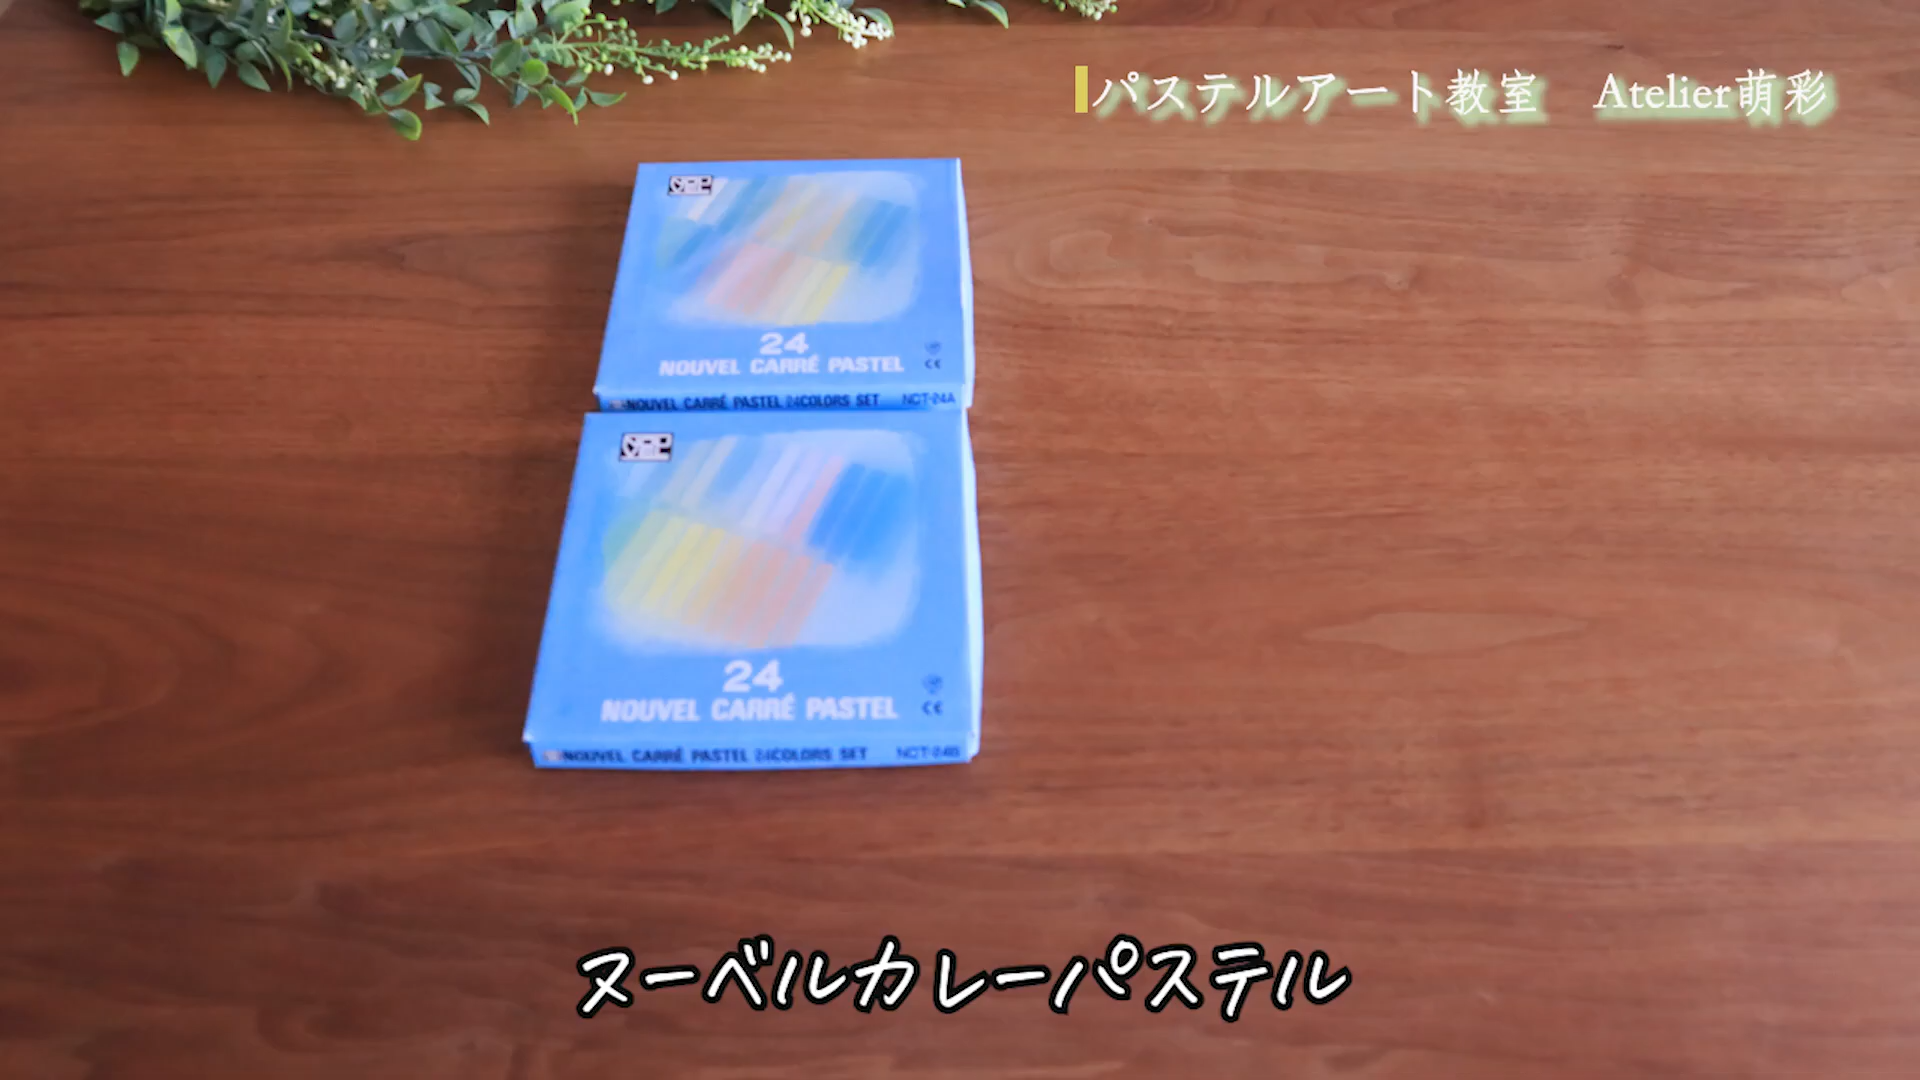 パステルアート教室　Atelier萌彩
24
NOUVEL CARRÉ PASTEL
CE
NOUVEL CARRÉ PASTEL 24COLORS SET NCT-24A
24
NOUVEL CARRÉ PASTEL
CE
NOUVEL CARRÉ PASTEL 24COLORS SET NCT-24B
ヌーベルカレーパステル